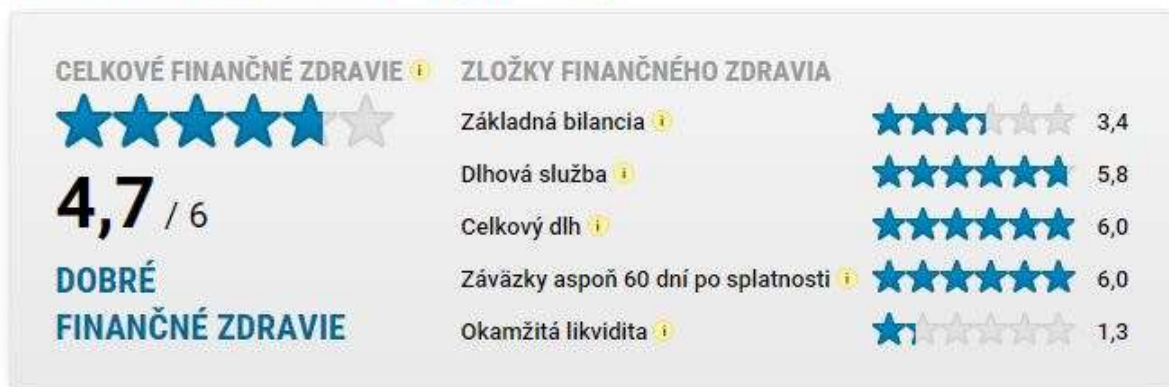 CELKOVÉ FINANČNÉ ZDRAVIE i
4,7 / 6
DOBRÉ
FINANČNÉ ZDRAVIE
ZLOŽKY FINANČNÉHO ZDRAVIA
Základná bilancia i 3,4
Dlhová služba i 5,8
Celkový dlh i 6,0
Záväzky aspoň 60 dní po splatnosti i 6,0
Okamžitá likvidita i 1,3